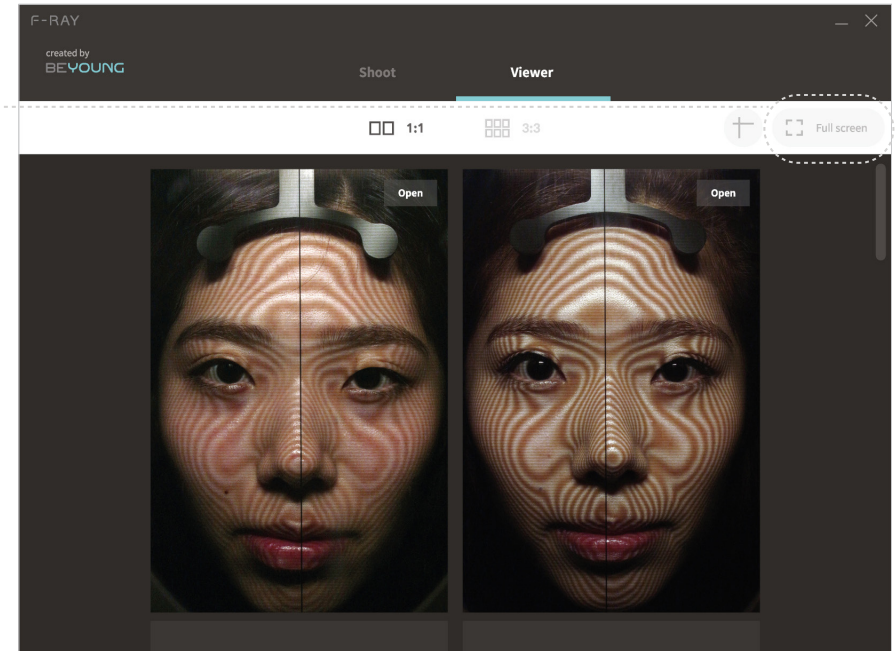 F-RAY
created by
BEYOUNG
Shoot
Viewer
1:1
3:3
Full screen
Open
Open